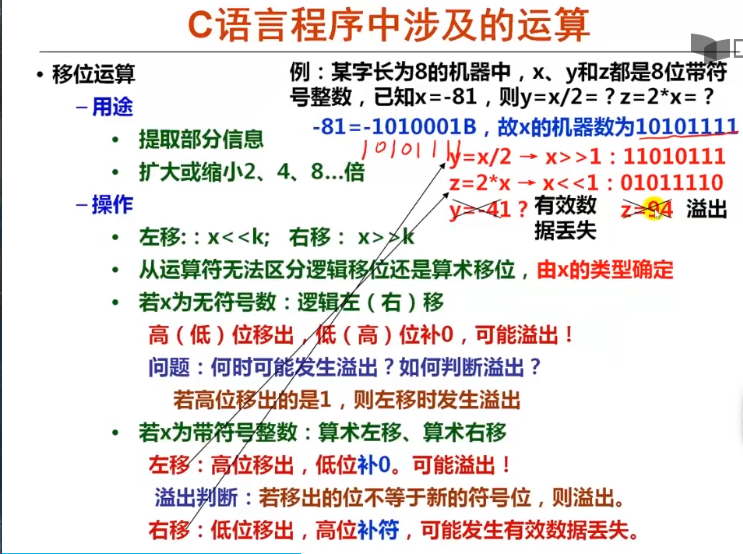 C语言程序中涉及的运算
• 移位运算
–用途
• 提取部分信息
• 扩大或缩小2、4、8…倍
例：某字长为8的机器中，x、y和z都是8位带符
号整数，已知x=-81，则y=x/2=？z=2*x=？
-81=-1010001B，故x的机器数为10101111
10101111
y=x/2 → x>>1：11010111
z=2*x → x<<1：01011110
y=-41？ 有效数 z=94 溢出
据丢失
–操作
• 左移:：x<<k; 右移： x>>k
• 从运算符无法区分逻辑移位还是算术移位，由x的类型确定
• 若x为无符号数：逻辑左（右）移
高（低）位移出，低（高）位补0，可能溢出！
问题：何时可能发生溢出？如何判断溢出？
若高位移出的是1，则左移时发生溢出
• 若x为带符号整数：算术左移、算术右移
左移：高位移出，低位补0。可能溢出！
溢出判断：若移出的位不等于新的符号位，则溢出。
右移：低位移出，高位补符，可能发生有效数据丢失。